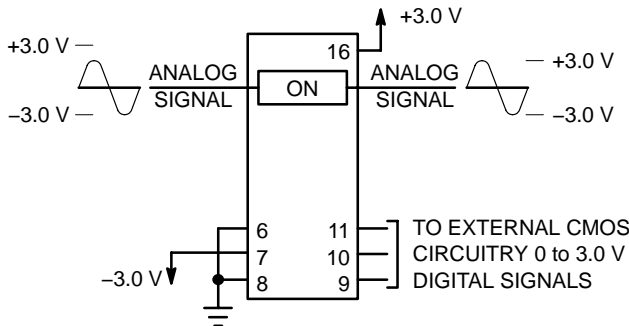 +3.0 V
16
+3.0 V
−3.0 V
ANALOG
SIGNAL
ON
ANALOG
SIGNAL
+3.0 V
−3.0 V
6
7
8
−3.0 V
11
10
9
TO EXTERNAL CMOS
CIRCUITRY 0 to 3.0 V
DIGITAL SIGNALS